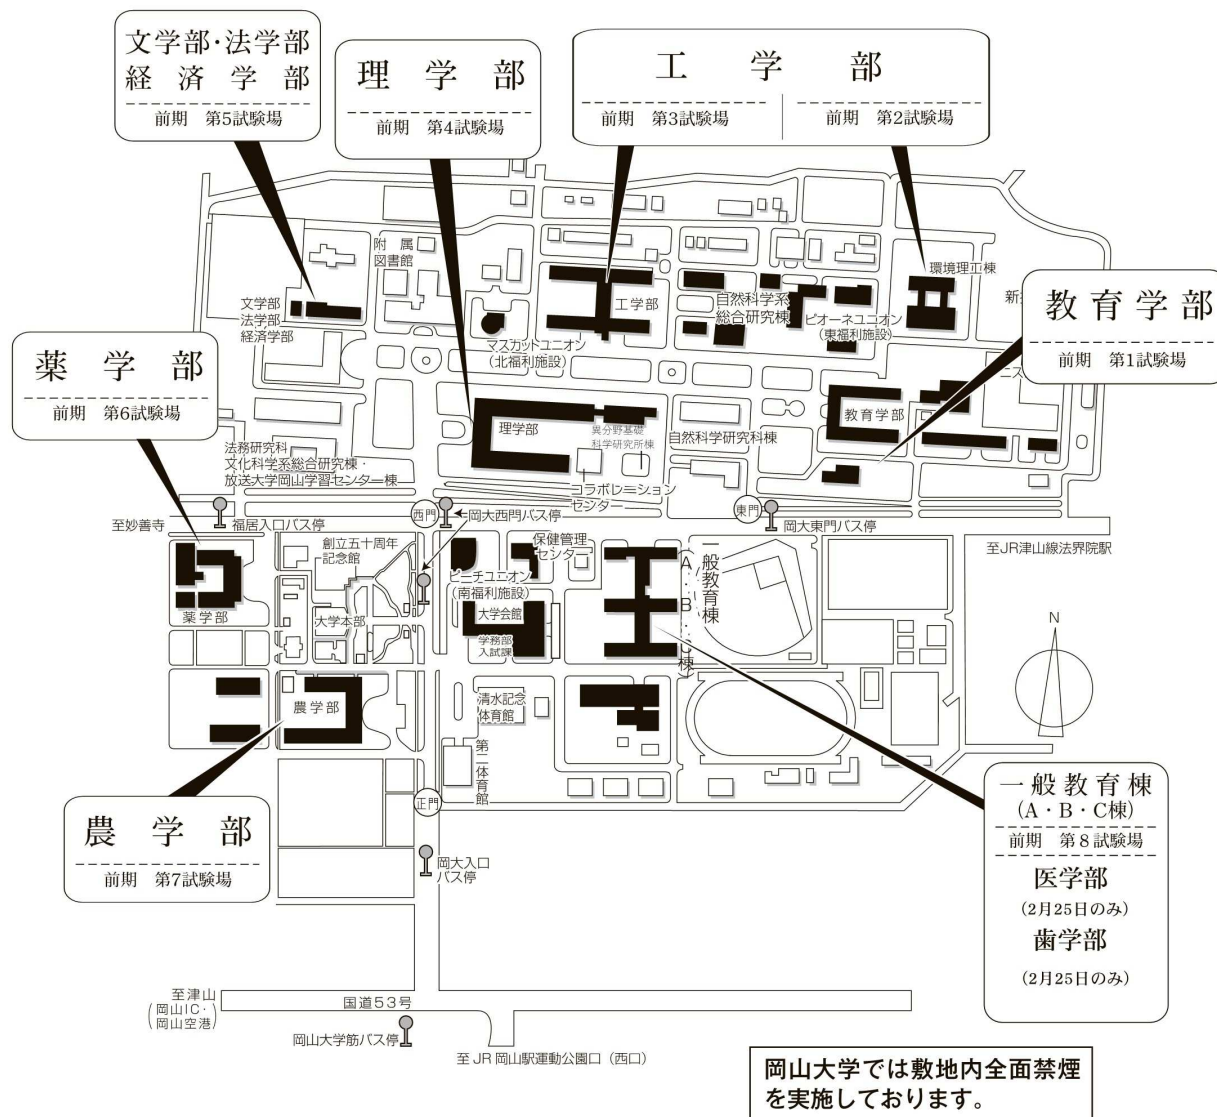 文学部・法学部
経済学部
前期 第5試験場
理学部
前期 第4試験場
工学部
前期 第3試験場
前期 第2試験場
附属
図書館
文学部
法学部
経済学部
マスカットユニオン
(北福利施設)
工学部
自然科学系
総合研究棟
ピオーネユニオン
(東福利施設)
環境理工棟
教育学部
前期 第1試験場
薬学部
前期 第6試験場
法務研究科
文化科学系総合研究棟・
放送大学岡山学習センター棟
理学部
異分野基礎
科学研究所棟
自然科学研究科棟
教育学部
コラボレーション
センター
至妙善寺
福居入口バス停
西門
岡大西門バス停
東門
岡大東門バス停
至JR津山線法界院駅
創立五十周年
記念館
保健管理
センター
ピーチユニオン
(南福利施設)
一般教育棟
(A・B・C棟)
薬学部
大学本部
大学会館
学務部
入試課
N
農学部
清水記念
体育館
第二体育館
正門
農学部
前期 第7試験場
岡大入口
バス停
一般教育棟
(A・B・C棟)
前期 第8試験場
医学部
(2月25日のみ)
歯学部
(2月25日のみ)
至津山
(岡山IC・
岡山空港)
国道53号
岡山大学筋バス停
至JR岡山駅運動公園口(西口)
岡山大学では敷地内全面禁煙
を実施しております。